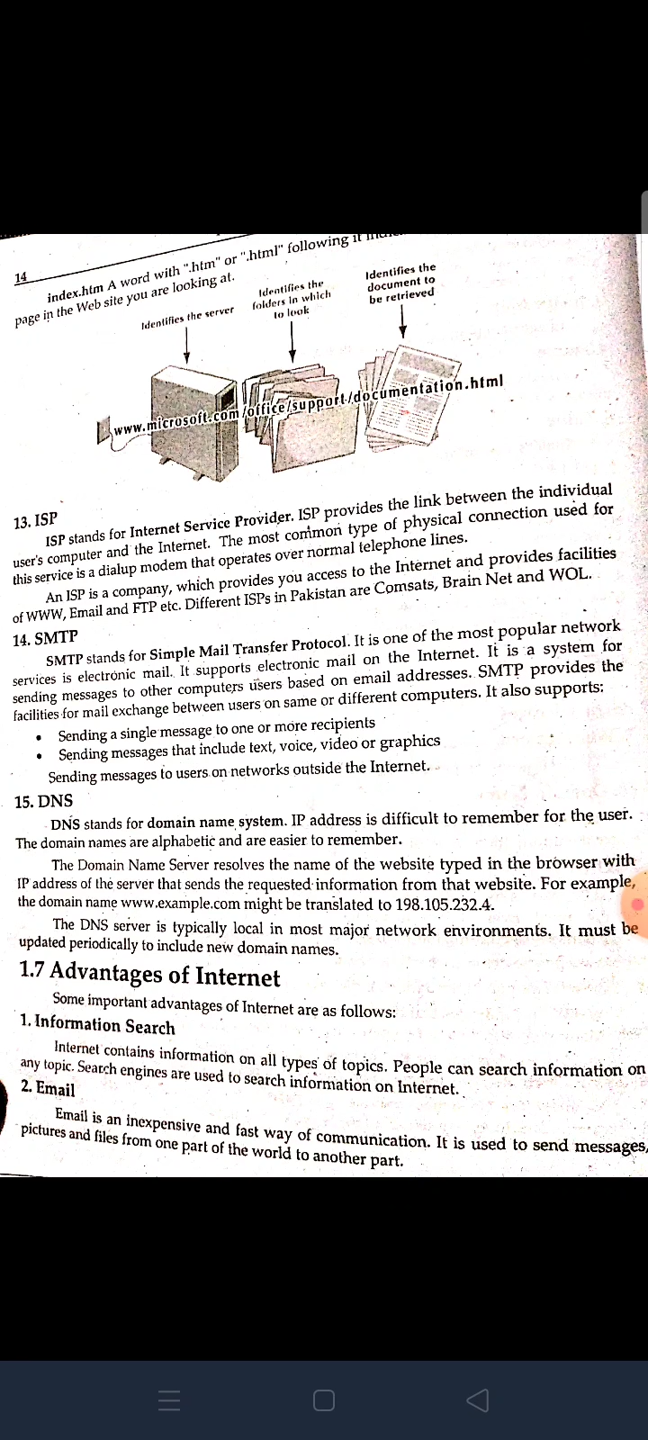 14
index.htm A word with ".htm" or ".html" following it
page in the Web site you are looking at.
Identifies the server
Identifies the
folders in which
to look
Identifies the
document to
be retrieved
www.microsoft.com/office/support/documentation.html
13. ISP
ISP stands for Internet Service Provider. ISP provides the link between the individual
user's computer and the Internet. The most common type of physical connection used for
this service is a dialup modem that operates over normal telephone lines.
An ISP is a company, which provides you access to the Internet and provides facilities
of WWW, Email and FTP etc. Different ISPs in Pakistan are Comsats, Brain Net and WOL.
14. SMTP
SMTP stands for Simple Mail Transfer Protocol. It is one of the most popular network
services is electronic mail. It supports electronic mail on the Internet. It is a system for
sending messages to other computers users based on email addresses. SMTP provides the
facilities for mail exchange between users on same or different computers. It also supports:
• Sending a single message to one or more recipients
• Sending messages that include text, voice, video or graphics
Sending messages to users on networks outside the Internet.
15. DNS
DNS stands for domain name system. IP address is difficult to remember for the user.
The domain names are alphabetic and are easier to remember.
The Domain Name Server resolves the name of the website typed in the browser with
IP address of the server that sends the requested information from that website. For example,
the domain name www.example.com might be translated to 198.105.232.4.
The DNS server is typically local in most major network environments. It must be
updated periodically to include new domain names.
1.7 Advantages of Internet
Some important advantages of Internet are as follows:
1. Information Search
Internet contains information on all types of topics. People can search information on
any topic. Search engines are used to search information on Internet.
2. Email
Email is an inexpensive and fast way of communication. It is used to send messages,
pictures and files from one part of the world to another part.